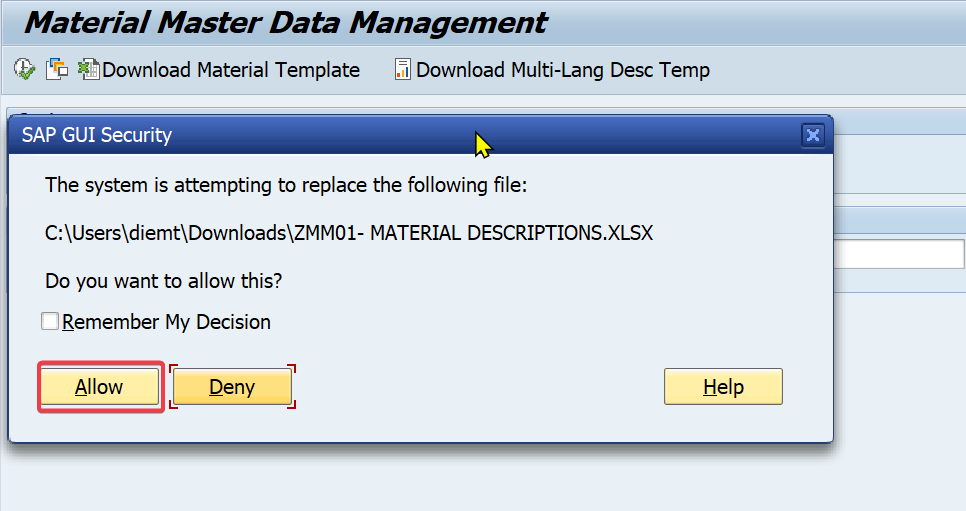 Material Master Data Management
Download Material Template Download Multi-Lang Desc Temp
SAP GUI Security
The system is attempting to replace the following file:
C:\Users\diemt\Downloads\ZMM01- MATERIAL DESCRIPTIONS.XLSX
Do you want to allow this?
Remember My Decision
Allow Deny Help